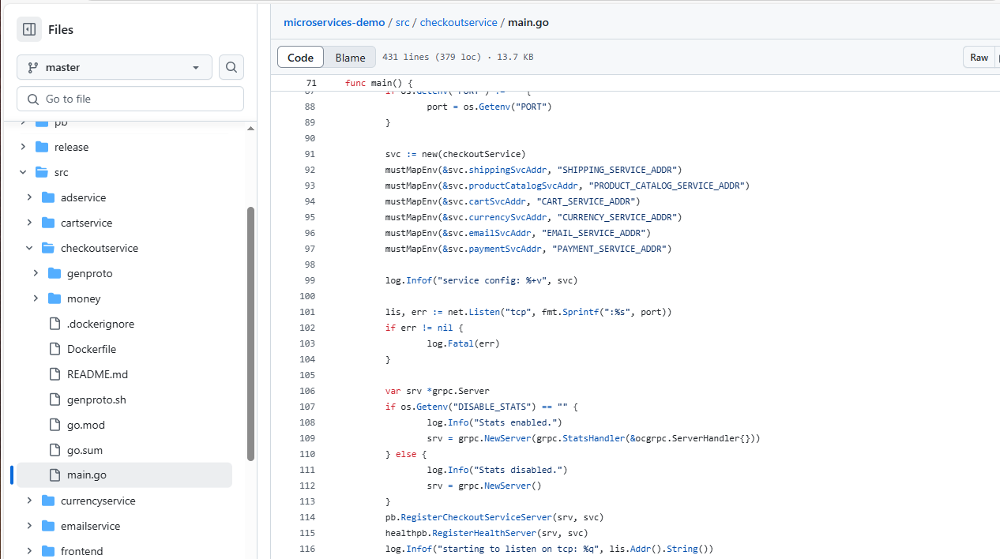 Files
master
Go to file
pb
release
src
adservice
cartservice
checkoutservice
genproto
money
.dockerignore
Dockerfile
README.md
genproto.sh
go.mod
go.sum
main.go
currencyservice
emailservice
frontend
microservices-demo / src / checkoutservice / main.go
Code Blame 431 lines (379 loc) · 13.7 KB Raw
71 func main() {
87 if os.Getenv("PORT") != "" {
88 port = os.Getenv("PORT")
89 }
90
91 svc := new(checkoutService)
92 mustMapEnv(&svc.shippingSvcAddr, "SHIPPING_SERVICE_ADDR")
93 mustMapEnv(&svc.productCatalogSvcAddr, "PRODUCT_CATALOG_SERVICE_ADDR")
94 mustMapEnv(&svc.cartSvcAddr, "CART_SERVICE_ADDR")
95 mustMapEnv(&svc.currencySvcAddr, "CURRENCY_SERVICE_ADDR")
96 mustMapEnv(&svc.emailSvcAddr, "EMAIL_SERVICE_ADDR")
97 mustMapEnv(&svc.paymentSvcAddr, "PAYMENT_SERVICE_ADDR")
98
99 log.Infof("service config: %+v", svc)
100
101 lis, err := net.Listen("tcp", fmt.Sprintf(":%s", port))
102 if err != nil {
103 log.Fatal(err)
104 }
105
106 var srv *grpc.Server
107 if os.Getenv("DISABLE_STATS") == "" {
108 log.Info("Stats enabled.")
109 srv = grpc.NewServer(grpc.StatsHandler(&ocgrpc.ServerHandler{}))
110 } else {
111 log.Info("Stats disabled.")
112 srv = grpc.NewServer()
113 }
114 pb.RegisterCheckoutServiceServer(srv, svc)
115 healthpb.RegisterHealthServer(srv, svc)
116 log.Infof("starting to listen on tcp: %q", lis.Addr().String())